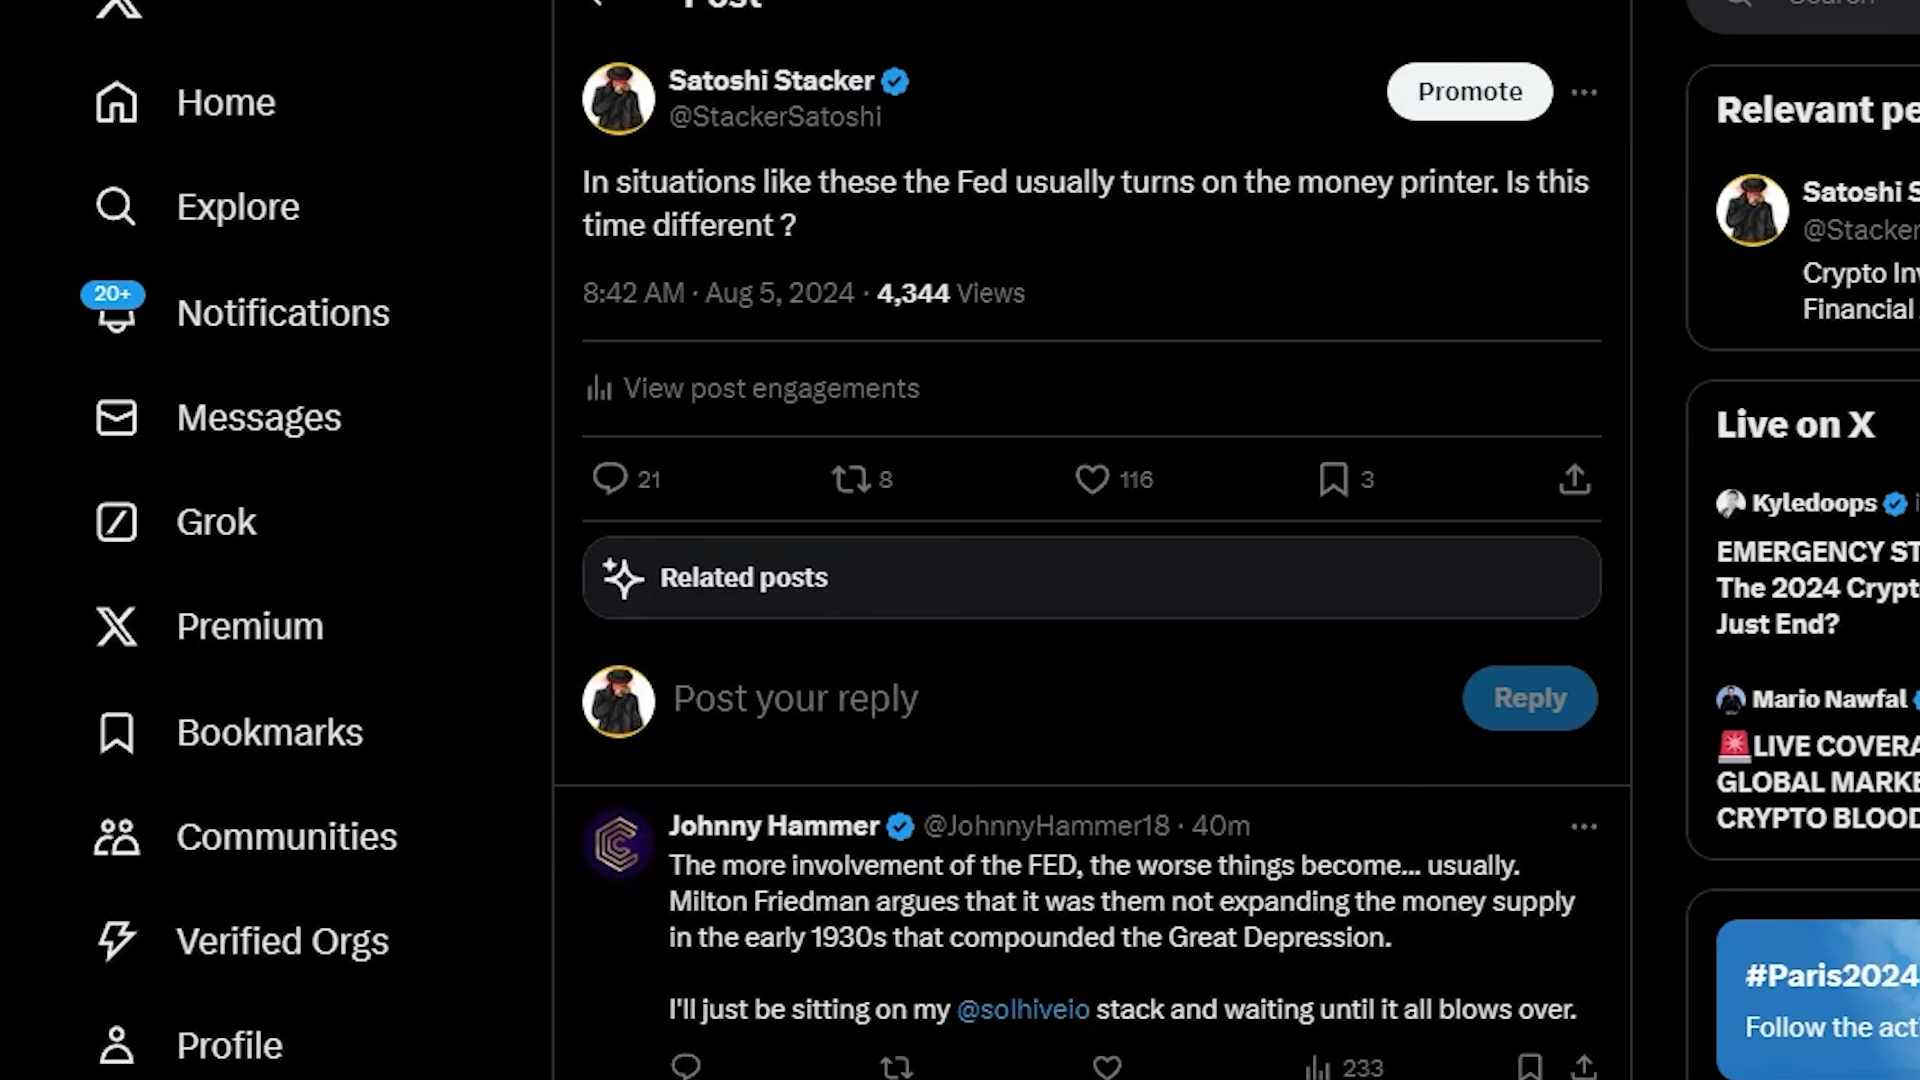 Post
Home
Explore
20+
Notifications
Messages
Grok
Premium
Bookmarks
Communities
Verified Orgs
Profile
Satoshi Stacker
@StackerSatoshi
Promote
In situations like these the Fed usually turns on the money printer. Is this
time different ?
8:42 AM · Aug 5, 2024 · 4,344 Views
View post engagements
21
8
116
3
Related posts
Post your reply
Reply
Johnny Hammer @JohnnyHammer18 · 40m
The more involvement of the FED, the worse things become... usually.
Milton Friedman argues that it was them not expanding the money supply
in the early 1930s that compounded the Great Depression.
I'll just be sitting on my @solhiveio stack and waiting until it all blows over.
233
Search
Relevant pe
Satoshi S
@Stacker
Crypto Inv
Financial
Live on X
Kyledoops
EMERGENCY ST
The 2024 Crypt
Just End?
Mario Nawfal
LIVE COVERA
GLOBAL MARKE
CRYPTO BLOOD
#Paris2024
Follow the act